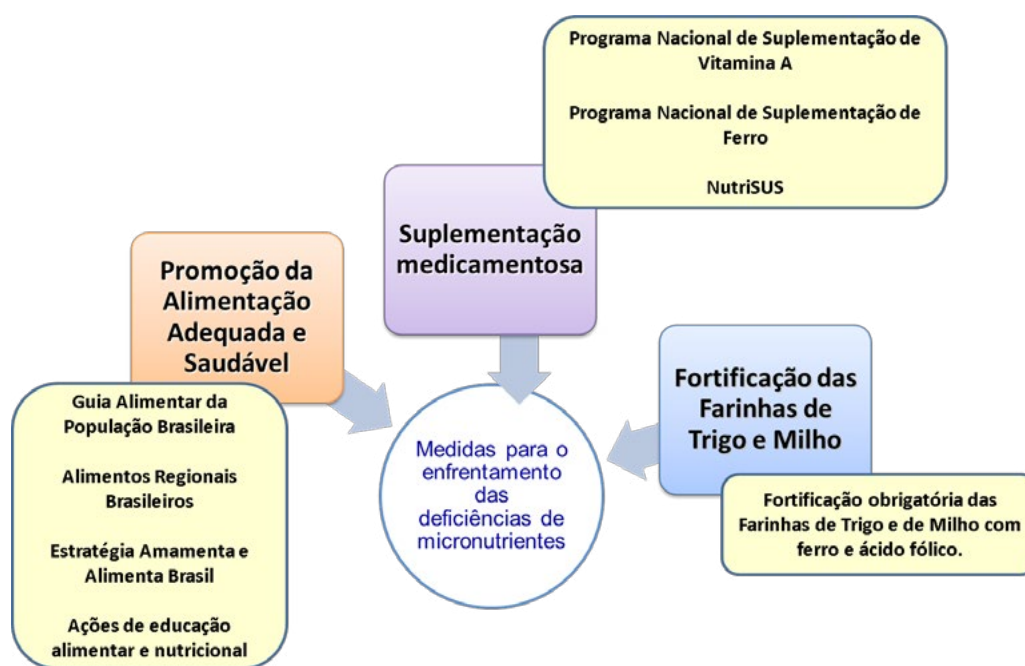 Programa Nacional de Suplementação de
Vitamina A
Programa Nacional de Suplementação de
Ferro
NutriSUS
Suplementação
medicamentosa
Promoção da
Alimentação
Adequada e
Saudável
Guia Alimentar da
População Brasileira
Alimentos Regionais
Brasileiros
Estratégia Amamenta e
Alimenta Brasil
Ações de educação
alimentar e nutricional
Medidas para o
enfrentamento
das
deficiências de
micronutrientes
Fortificação das
Farinhas de
Trigo e Milho
Fortificação obrigatória das
Farinhas de Trigo e de Milho com
ferro e ácido fólico.